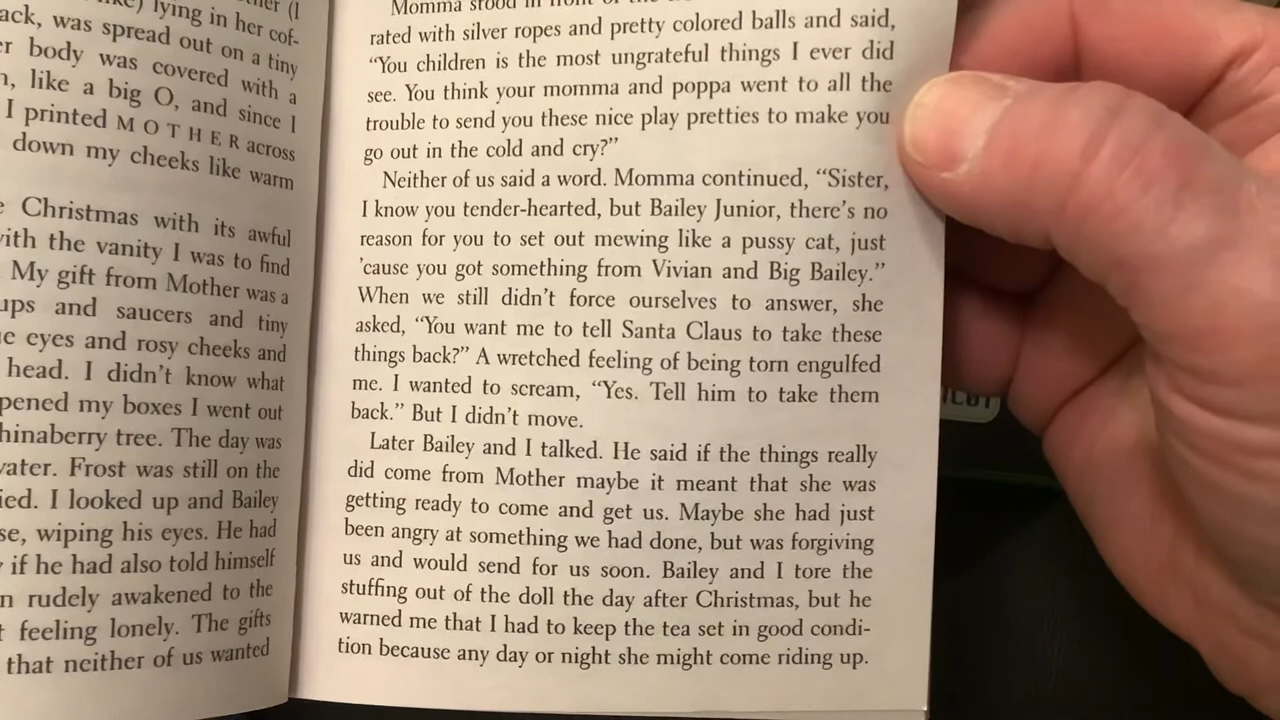 lying in her cof-
ack, was spread out on a tiny
er body was covered with a
, like a big O, and since I
I printed M O T H E R across
down my cheeks like warm
Christmas with its awful
with the vanity I was to find
My gift from Mother was a
ups and saucers and tiny
e eyes and rosy cheeks and
head. I didn't know what
pened my boxes I went out
hinaberry tree. The day was
vater. Frost was still on the
ied. I looked up and Bailey
se, wiping his eyes. He had
if he had also told himself
n rudely awakened to the
t feeling lonely. The gifts
that neither of us wanted
Momma stood in front of the
rated with silver ropes and pretty colored balls and said,
“You children is the most ungrateful things I ever did
see. You think your momma and poppa went to all the
trouble to send you these nice play pretties to make you
go out in the cold and cry?”
Neither of us said a word. Momma continued, “Sister,
I know you tender-hearted, but Bailey Junior, there’s no
reason for you to set out mewing like a pussy cat, just
’cause you got something from Vivian and Big Bailey.”
When we still didn’t force ourselves to answer, she
asked, “You want me to tell Santa Claus to take these
things back?” A wretched feeling of being torn engulfed
me. I wanted to scream, “Yes. Tell him to take them
back.” But I didn’t move.
Later Bailey and I talked. He said if the things really
did come from Mother maybe it meant that she was
getting ready to come and get us. Maybe she had just
been angry at something we had done, but was forgiving
us and would send for us soon. Bailey and I tore the
stuffing out of the doll the day after Christmas, but he
warned me that I had to keep the tea set in good condi-
tion because any day or night she might come riding up.